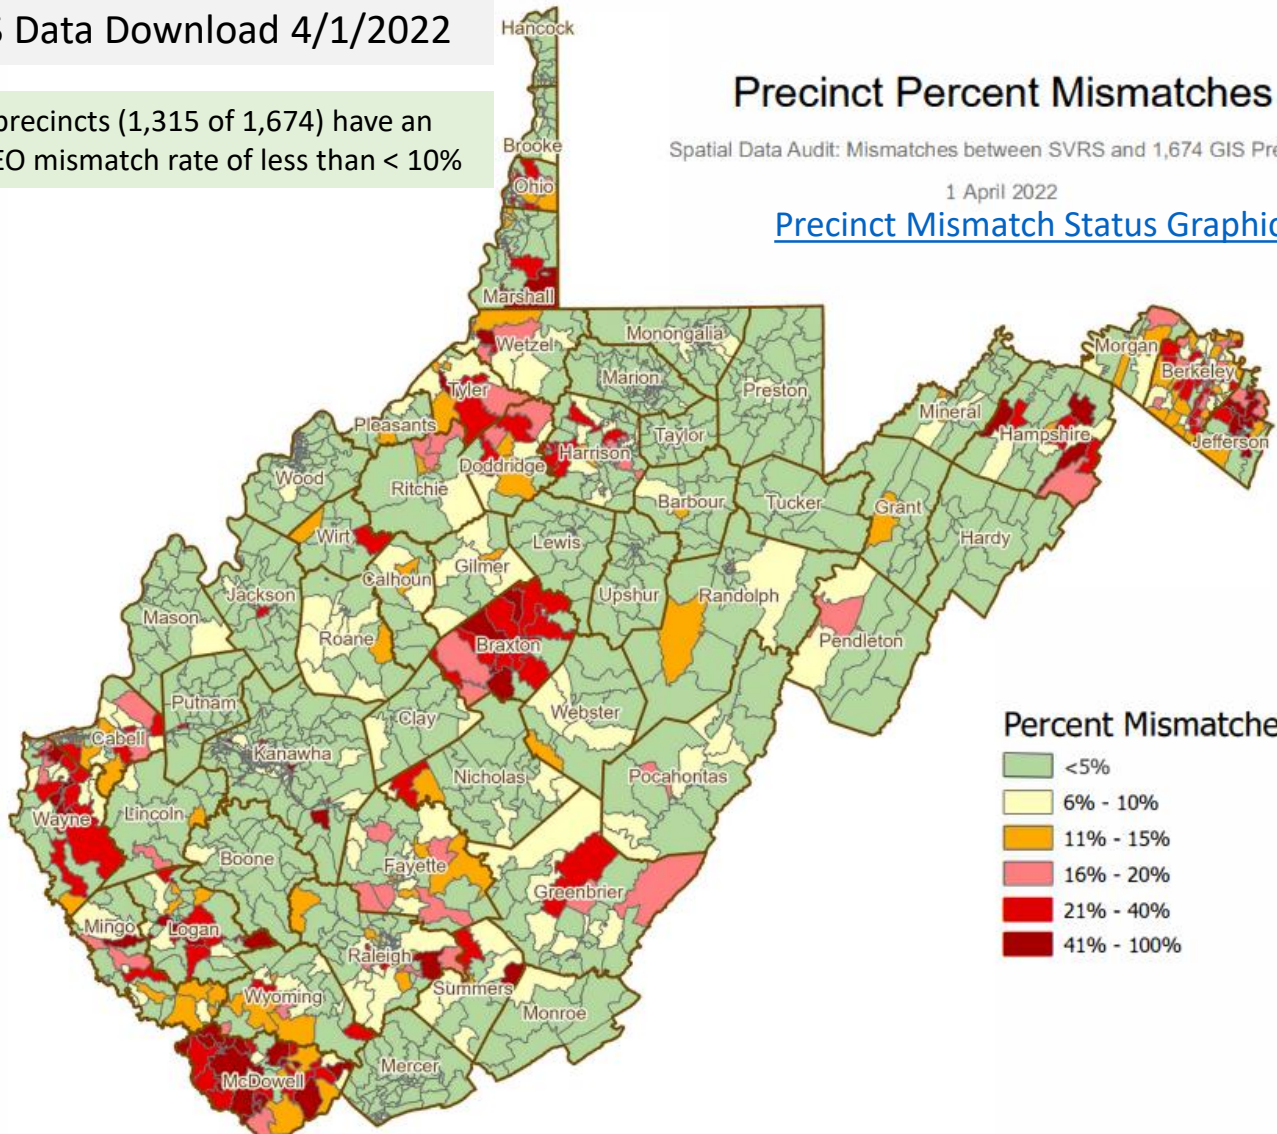 Data Download 4/1/2022
precincts (1,315 of 1,674) have an
EO mismatch rate of less than < 10%
Precinct Percent Mismatches
Spatial Data Audit: Mismatches between SVRS and 1,674 GIS Pre
1 April 2022
Precinct Mismatch Status Graphic
Hancock
Brooke
Ohio
Marshall
Wetzel
Monongalia
Marion
Preston
Morgan
Berkeley
Tyler
Pleasants
Taylor
Mineral
Hampshire
Jefferson
Wood
Ritchie
Doddridge
Harrison
Barbour
Tucker
Grant
Hardy
Wirt
Lewis
Calhoun
Gilmer
Jackson
Upshur
Randolph
Mason
Roane
Braxton
Pendleton
Putnam
Clay
Webster
Cabell
Kanawha
Nicholas
Pocahontas
Wayne
Lincoln
Boone
Fayette
Greenbrier
Mingo
Logan
Raleigh
Wyoming
Summers
Monroe
McDowell
Mercer
Percent Mismatche
<5%
6% - 10%
11% - 15%
16% - 20%
21% - 40%
41% - 100%